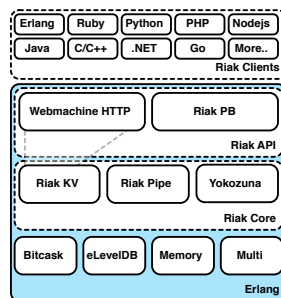 Erlang Ruby Python PHP Nodejs
Java C/C++ .NET Go More..
Riak Clients
Webmachine HTTP Riak PB
Riak API
Riak KV Riak Pipe Yokozuna
Riak Core
Bitcask eLevelDB Memory Multi
Erlang